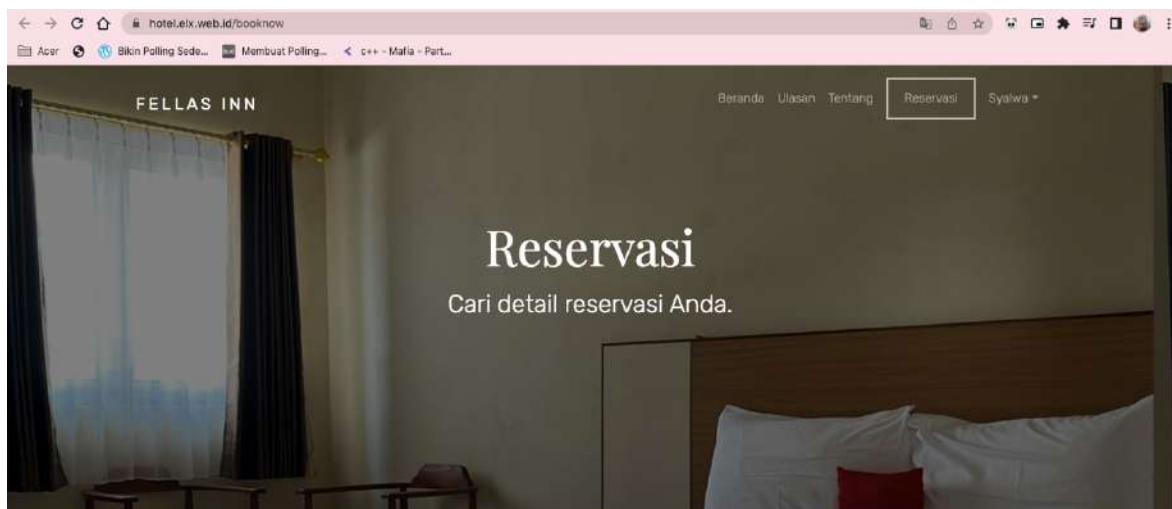 hotel.elx.web.id/booknow
Acer
Bikin Polling Sede...
Membuat Polling...
c++ - Mafia - Part...
FELLAS INN
Beranda Ulasan Tentang Reservasi Syalwa
Reservasi
Cari detail reservasi Anda.